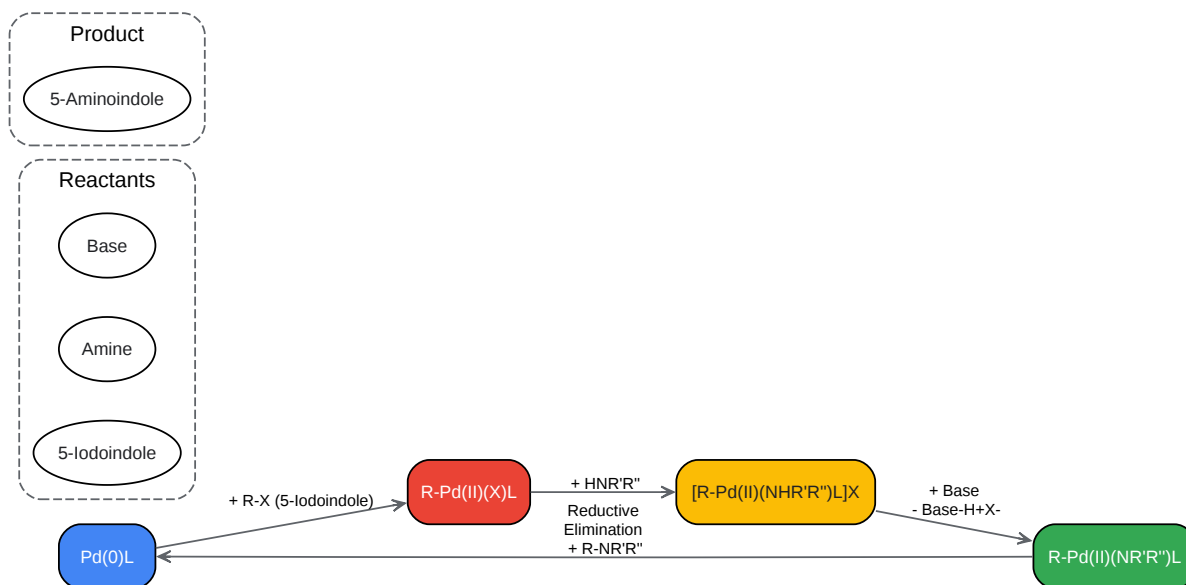 Product
5-Aminoindole
Reactants
Base
Amine
5-Iodoindole
+ R-X (5-Iodoindole)
Pd(0)L
R-Pd(II)(X)L
+ HNR'R"
[R-Pd(II)(NHR'R")L]X
+ Base
- Base-H+X-
R-Pd(II)(NR'R")L
Reductive
Elimination
+ R-NR'R"